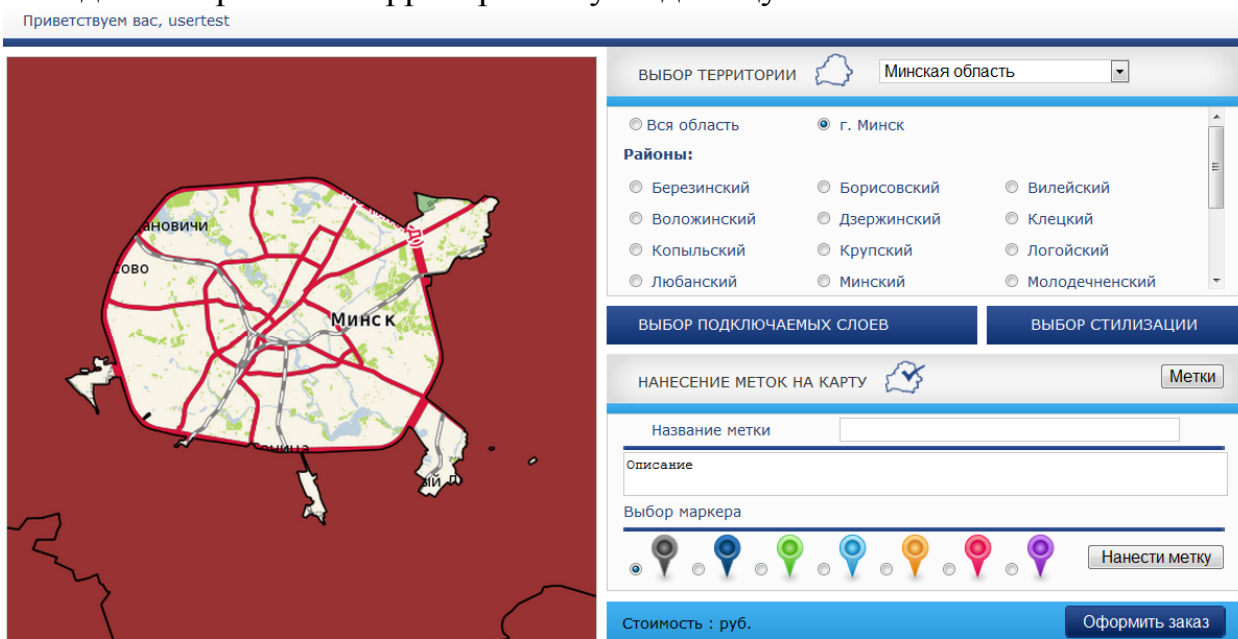 Приветствуем вас, usertest
ВЫБОР ТЕРРИТОРИИ Минская область
Вся область г. Минск
Районы:
Березинский Борисовский Вилейский
Воложинский Дзержинский Клецкий
Копыльский Крупский Логойский
Любанский Минский Молодечненский
ВЫБОР ПОДКЛЮЧАЕМЫХ СЛОЕВ ВЫБОР СТИЛИЗАЦИИ
НАНЕСЕНИЕ МЕТОК НА КАРТУ Метки
Название метки
Описание
Выбор маркера
Нанести метку
Стоимость : руб. Оформить заказ
ановичи
ово
Минск